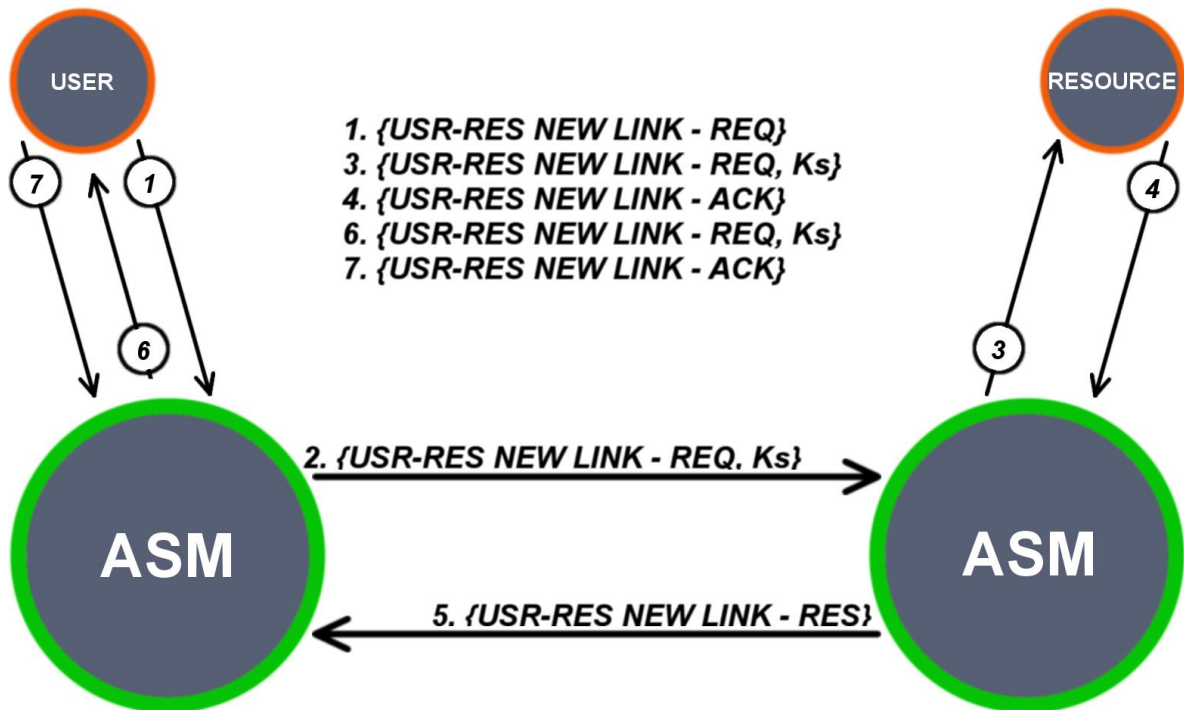 USER
RESOURCE
1. {USR-RES NEW LINK - REQ}
3. {USR-RES NEW LINK - REQ, Ks}
4. {USR-RES NEW LINK - ACK}
6. {USR-RES NEW LINK - REQ, Ks}
7. {USR-RES NEW LINK - ACK}
7
1
4
6
3
2. {USR-RES NEW LINK - REQ, Ks}
ASM
ASM
5. {USR-RES NEW LINK - RES}